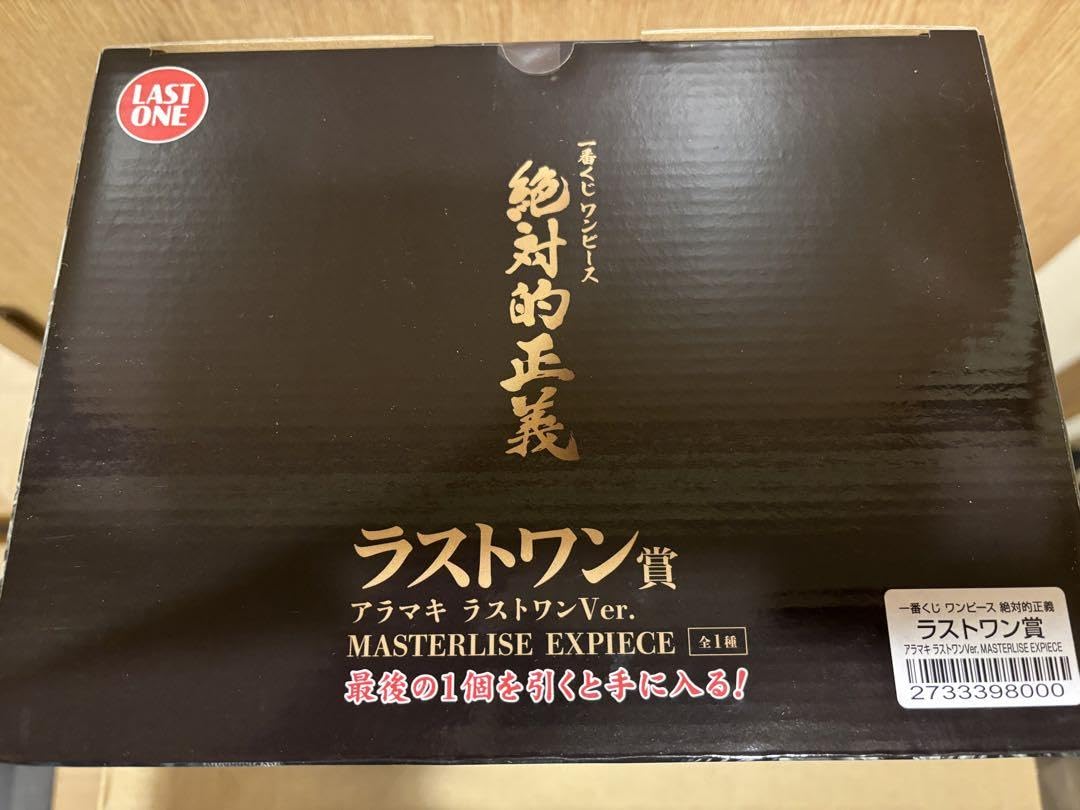 LAST
ONE
一番くじ ワンピース
絶対的正義
ラストワン賞
アラマキ ラストワンVer.
MASTERLISE EXPIECE 全1種
最後の1個を引くと手に入る!
一番くじ ワンピース 絶対的正義
ラストワン賞
アラマキ ラストワンVer. MASTERLISE EXPIECE
2733398000